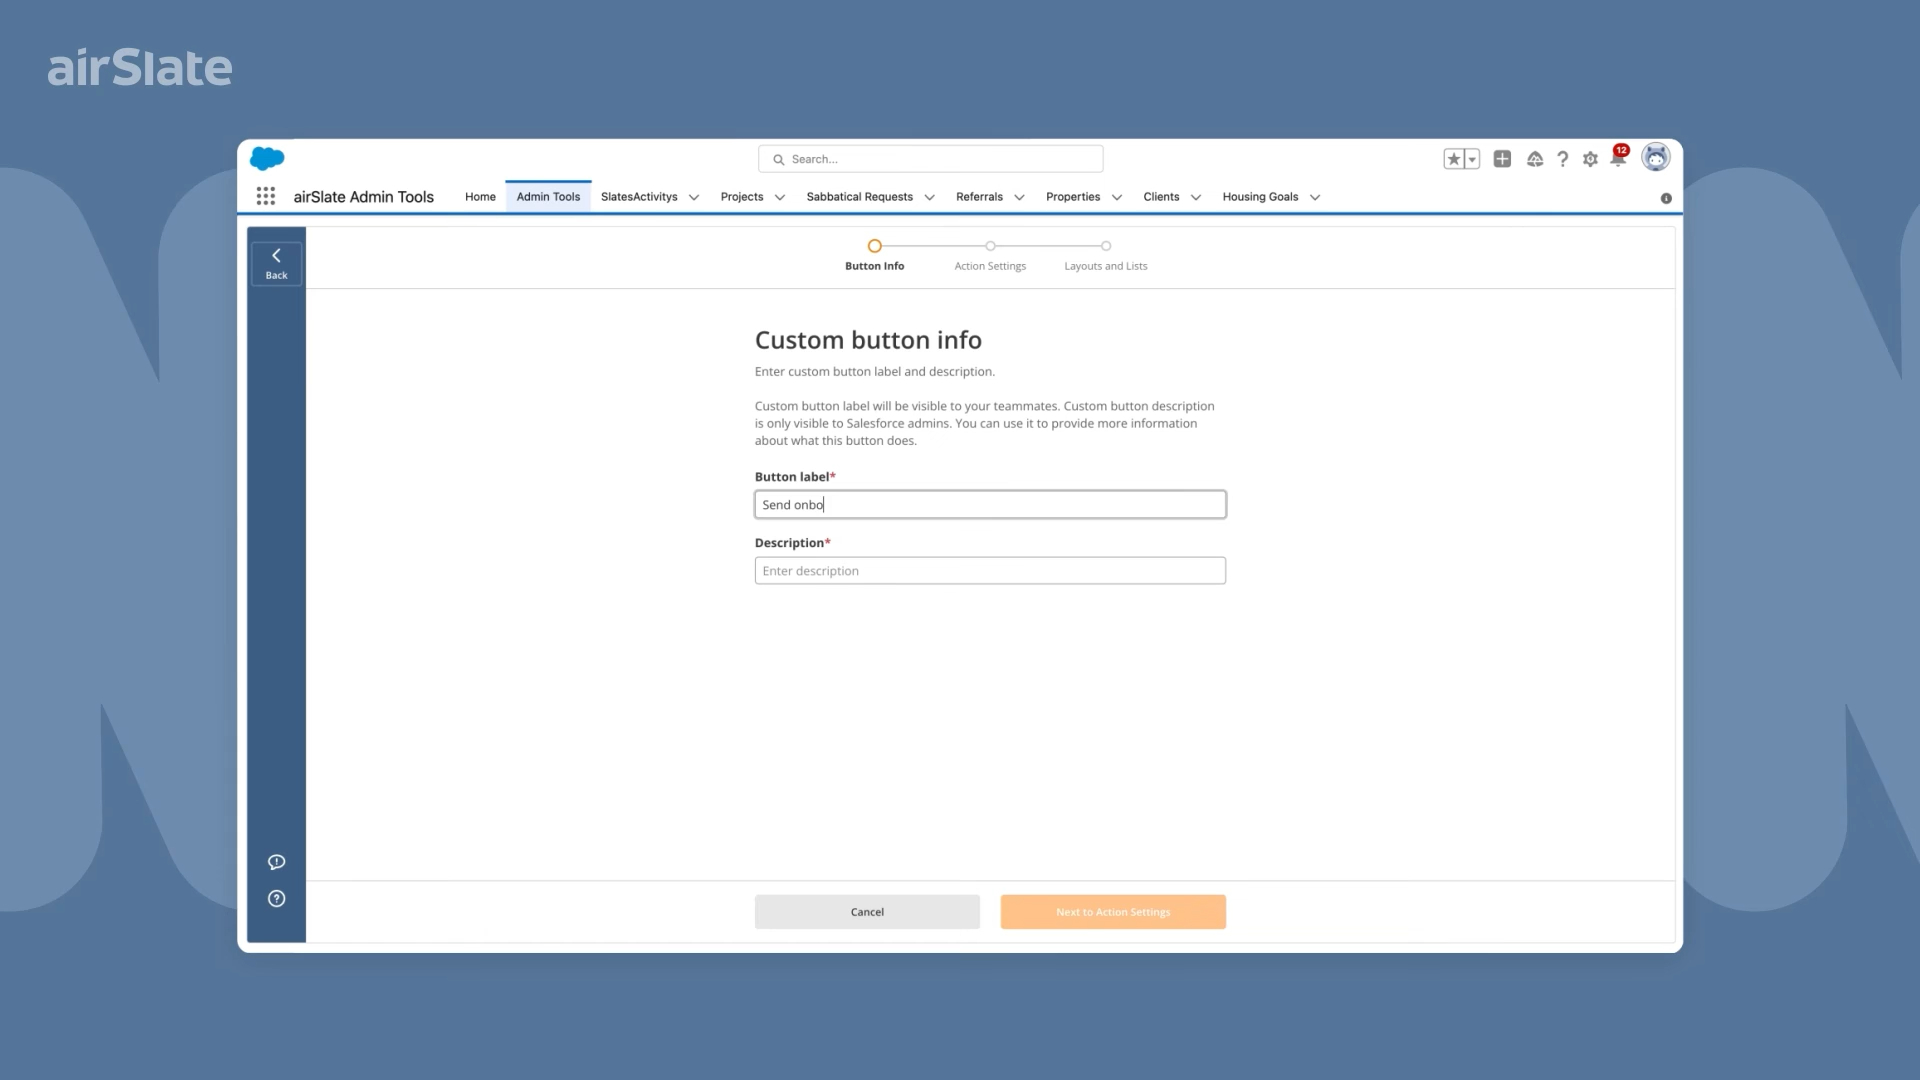 airSlate
Search...
12
airSlate Admin Tools
Home
Admin Tools
SlatesActivitys
Projects
Sabbatical Requests
Referrals
Properties
Clients
Housing Goals
Back
Button Info
Action Settings
Layouts and Lists
Custom button info
Enter custom button label and description.
Custom button label will be visible to your teammates. Custom button description
is only visible to Salesforce admins. You can use it to provide more information
about what this button does.
Button label*
Send onbo
Description*
Enter description
Cancel
Next to Action Settings